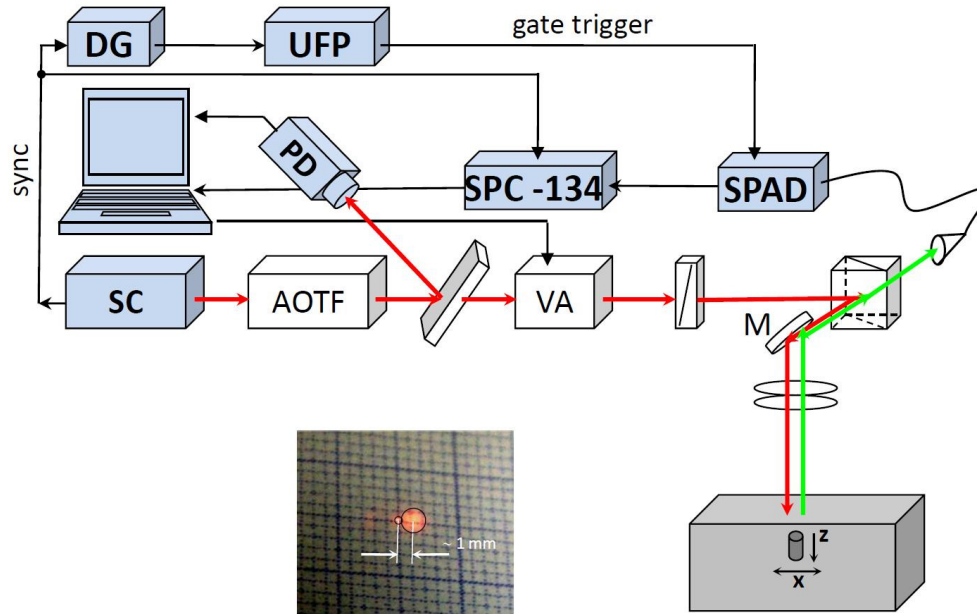 DG
UFP
gate trigger
sync
PD
SPC -134
SPAD
SC
AOTF
VA
M
~ 1 mm
z
x